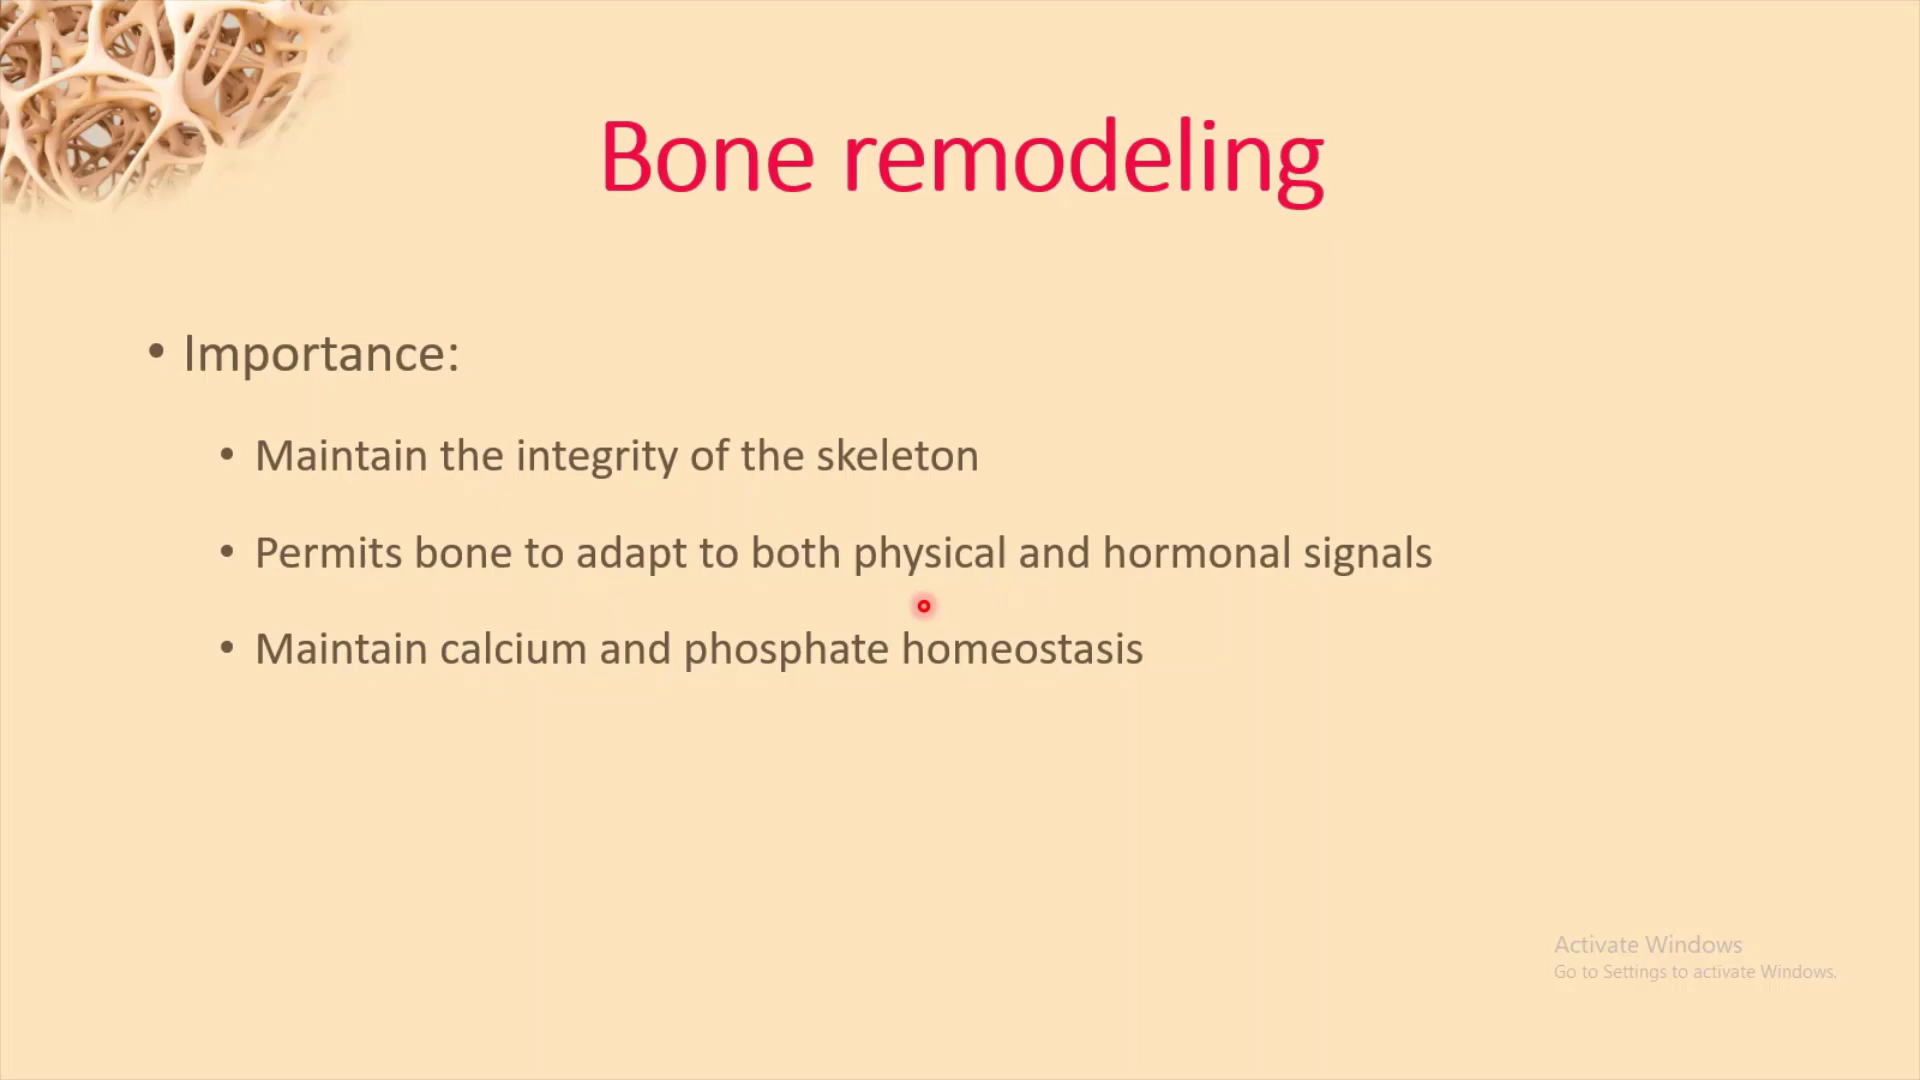 Bone remodeling
• Importance:
• Maintain the integrity of the skeleton
• Permits bone to adapt to both physical and hormonal signals
• Maintain calcium and phosphate homeostasis
Activate Windows
Go to Settings to activate Windows.